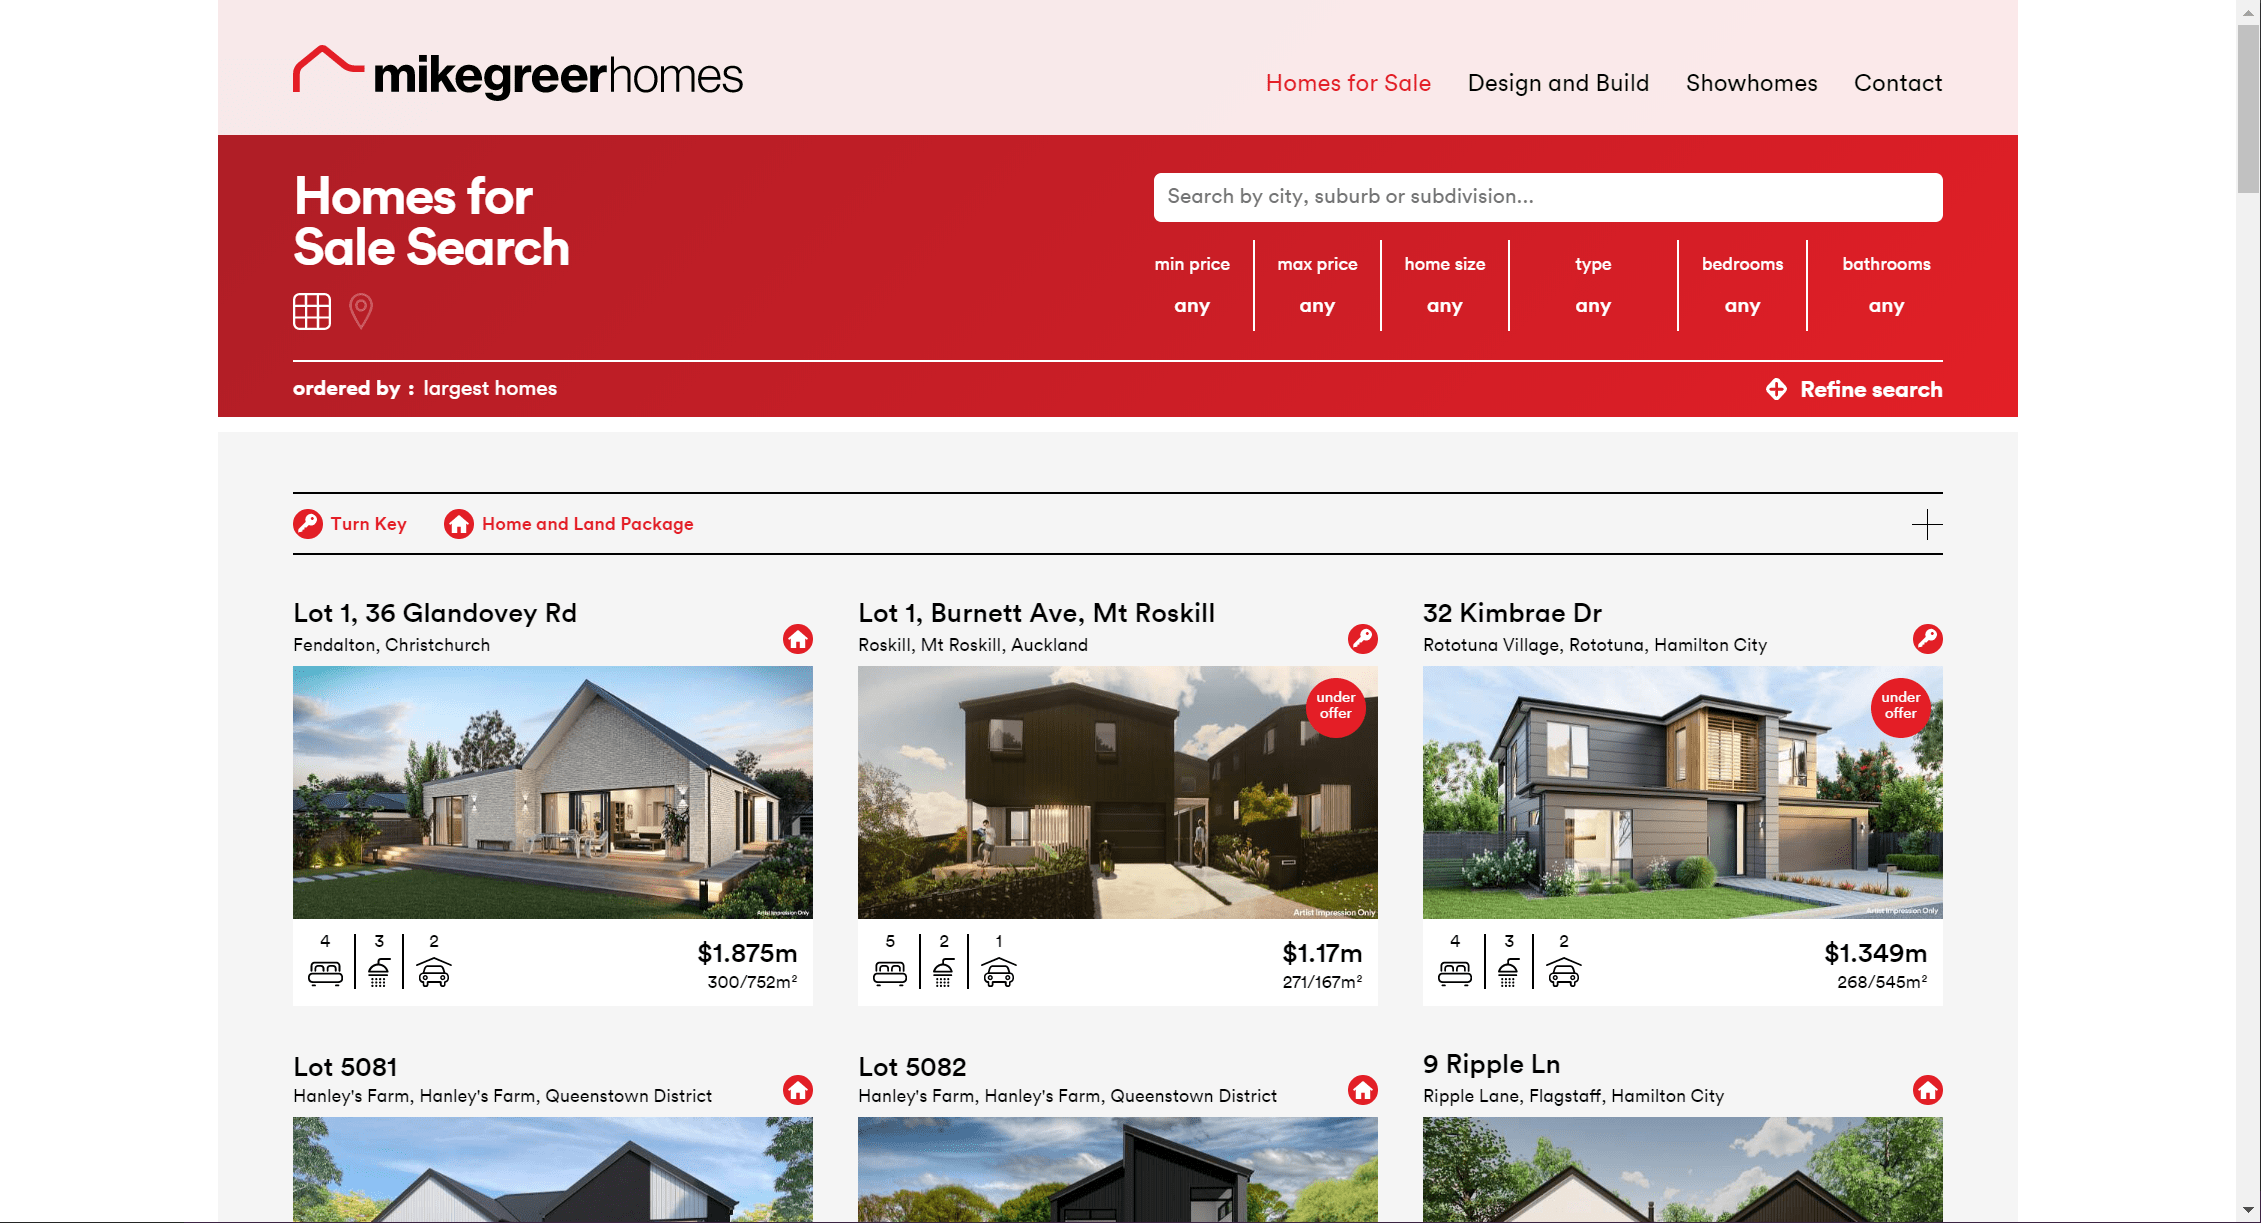 mikegreerhomes
Homes for Sale
Design and Build
Showhomes
Contact
Homes for
Sale Search
Search by city, suburb or subdivision...
min price
max price
home size
type
bedrooms
bathrooms
any
any
any
any
any
any
ordered by : largest homes
Refine search
Turn Key
Home and Land Package
Lot 1, 36 Glandovey Rd
Fendalton, Christchurch
Artist Impression Only
4
3
2
$1.875m
300/752m²
Lot 1, Burnett Ave, Mt Roskill
Roskill, Mt Roskill, Auckland
under
offer
Artist Impression Only
5
2
1
$1.17m
271/167m²
32 Kimbrae Dr
Rototuna Village, Rototuna, Hamilton City
under
offer
Artist Impression Only
4
3
2
$1.349m
268/545m²
Lot 5081
Hanley's Farm, Hanley's Farm, Queenstown District
Lot 5082
Hanley's Farm, Hanley's Farm, Queenstown District
9 Ripple Ln
Ripple Lane, Flagstaff, Hamilton City